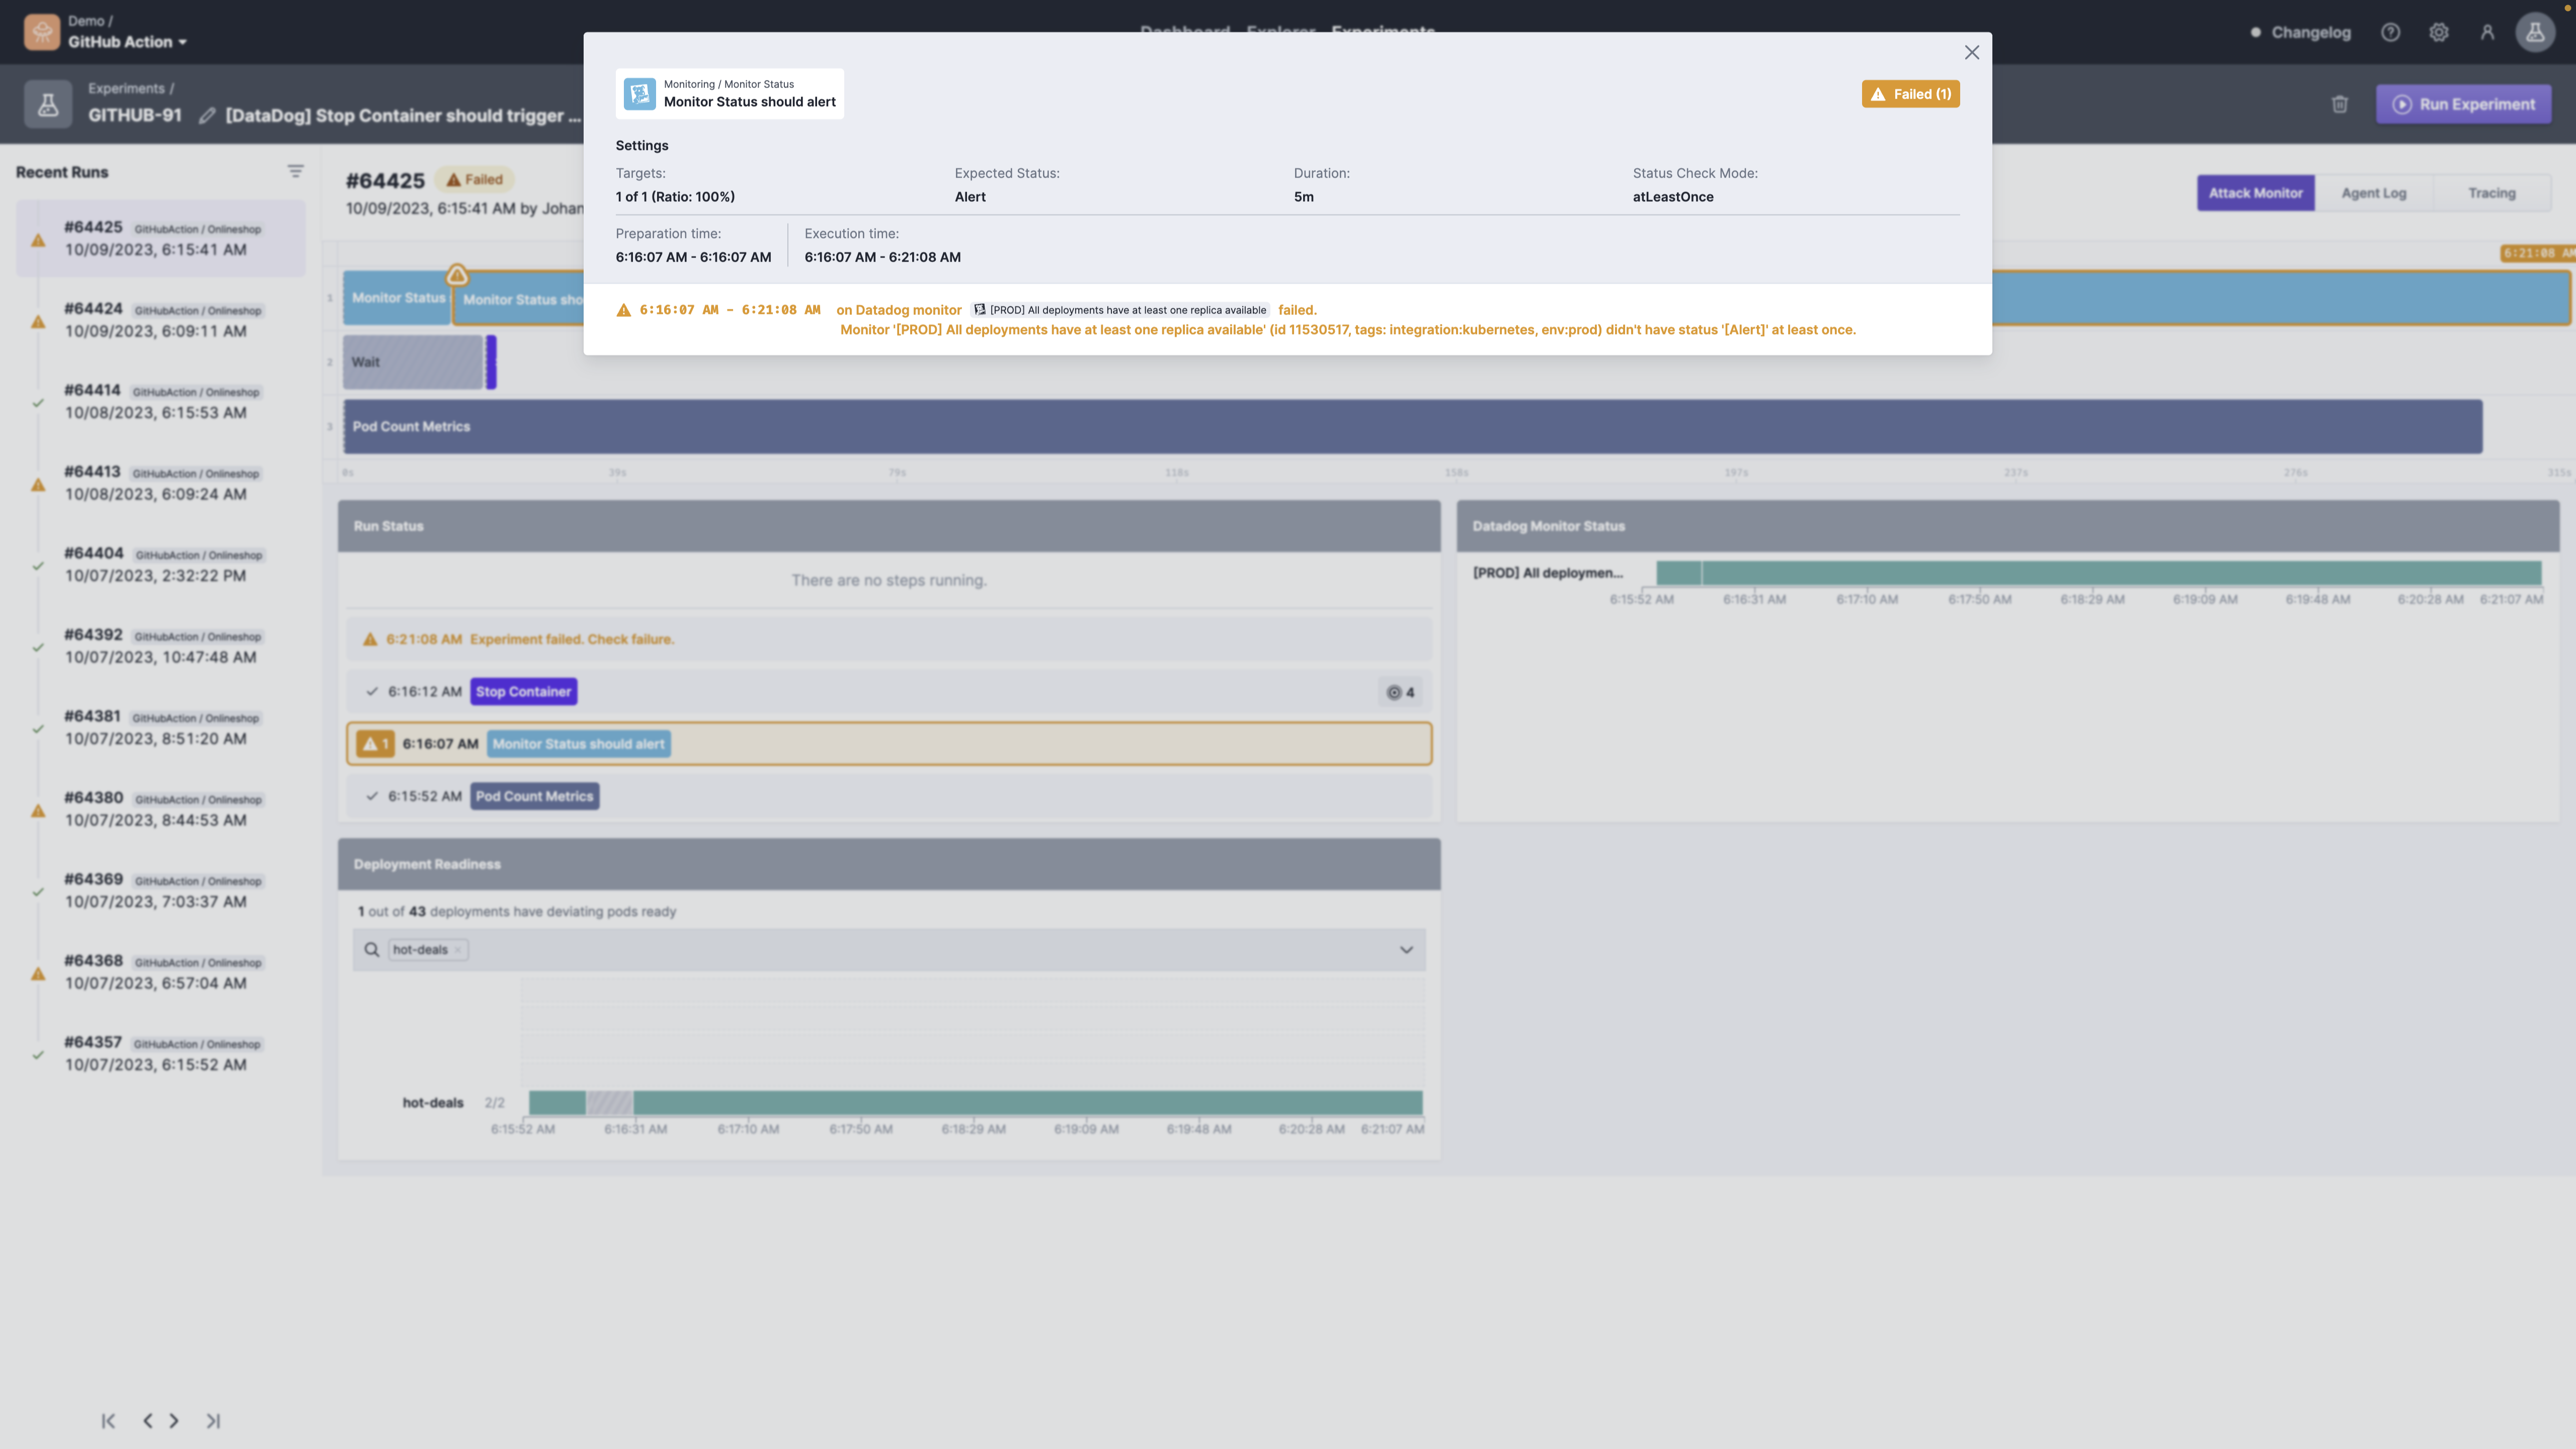 Demo /
GitHub Action
Dashboard Explorer Experiments
Changelog
Experiments /
GITHUB-91 [DataDog] Stop Container should trigger ...
Run Experiment
Monitoring / Monitor Status
Monitor Status should alert
Failed (1)
Settings
Targets: Expected Status: Duration: Status Check Mode:
1 of 1 (Ratio: 100%) Alert 5m atLeastOnce
Preparation time: Execution time:
6:16:07 AM - 6:16:07 AM 6:16:07 AM - 6:21:08 AM
6:16:07 AM – 6:21:08 AM on Datadog monitor [PROD] All deployments have at least one replica available failed.
Monitor '[PROD] All deployments have at least one replica available' (id 11530517, tags: integration:kubernetes, env:prod) didn't have status '[Alert]' at least once.
Recent Runs
#64425 GitHubAction / Onlineshop
10/09/2023, 6:15:41 AM
#64424 GitHubAction / Onlineshop
10/09/2023, 6:09:11 AM
#64414 GitHubAction / Onlineshop
10/08/2023, 6:15:53 AM
#64413 GitHubAction / Onlineshop
10/08/2023, 6:09:24 AM
#64404 GitHubAction / Onlineshop
10/07/2023, 2:32:22 PM
#64392 GitHubAction / Onlineshop
10/07/2023, 10:47:48 AM
#64381 GitHubAction / Onlineshop
10/07/2023, 8:51:20 AM
#64380 GitHubAction / Onlineshop
10/07/2023, 8:44:53 AM
#64369 GitHubAction / Onlineshop
10/07/2023, 7:03:37 AM
#64368 GitHubAction / Onlineshop
10/07/2023, 6:57:04 AM
#64357 GitHubAction / Onlineshop
10/07/2023, 6:15:52 AM
#64425 Failed
10/09/2023, 6:15:41 AM by Johan
Attack Monitor Agent Log Tracing
6:21:08 AM
1 Monitor Status Monitor Status sho
2 Wait
3 Pod Count Metrics
0s 39s 79s 118s 158s 197s 237s 276s 315s
Run Status
There are no steps running.
6:21:08 AM Experiment failed. Check failure.
6:16:12 AM Stop Container 4
1 6:16:07 AM Monitor Status should alert
6:15:52 AM Pod Count Metrics
Datadog Monitor Status
[PROD] All deploymen...
6:15:52 AM 6:16:31 AM 6:17:10 AM 6:17:50 AM 6:18:29 AM 6:19:09 AM 6:19:48 AM 6:20:28 AM 6:21:07 AM
Deployment Readiness
1 out of 43 deployments have deviating pods ready
hot-deals ×
hot-deals 2/2
6:15:52 AM 6:16:31 AM 6:17:10 AM 6:17:50 AM 6:18:29 AM 6:19:09 AM 6:19:48 AM 6:20:28 AM 6:21:07 AM